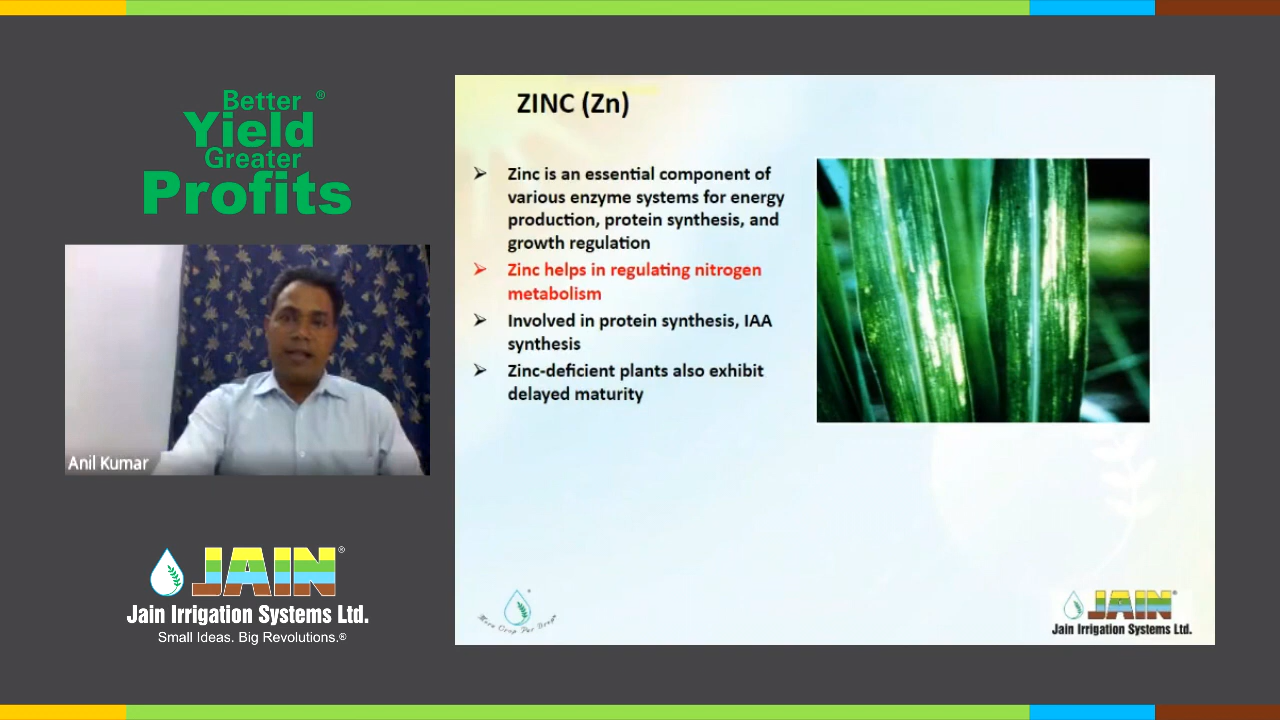 Better ®
Yield
Greater
Profits
Anil Kumar
JAIN®
Jain Irrigation Systems Ltd.
Small Ideas. Big Revolutions.®
ZINC (Zn)
➢ Zinc is an essential component of
various enzyme systems for energy
production, protein synthesis, and
growth regulation
➢ Zinc helps in regulating nitrogen
metabolism
➢ Involved in protein synthesis, IAA
synthesis
➢ Zinc-deficient plants also exhibit
delayed maturity
More Crop Per Drop®
JAIN®
Jain Irrigation Systems Ltd.